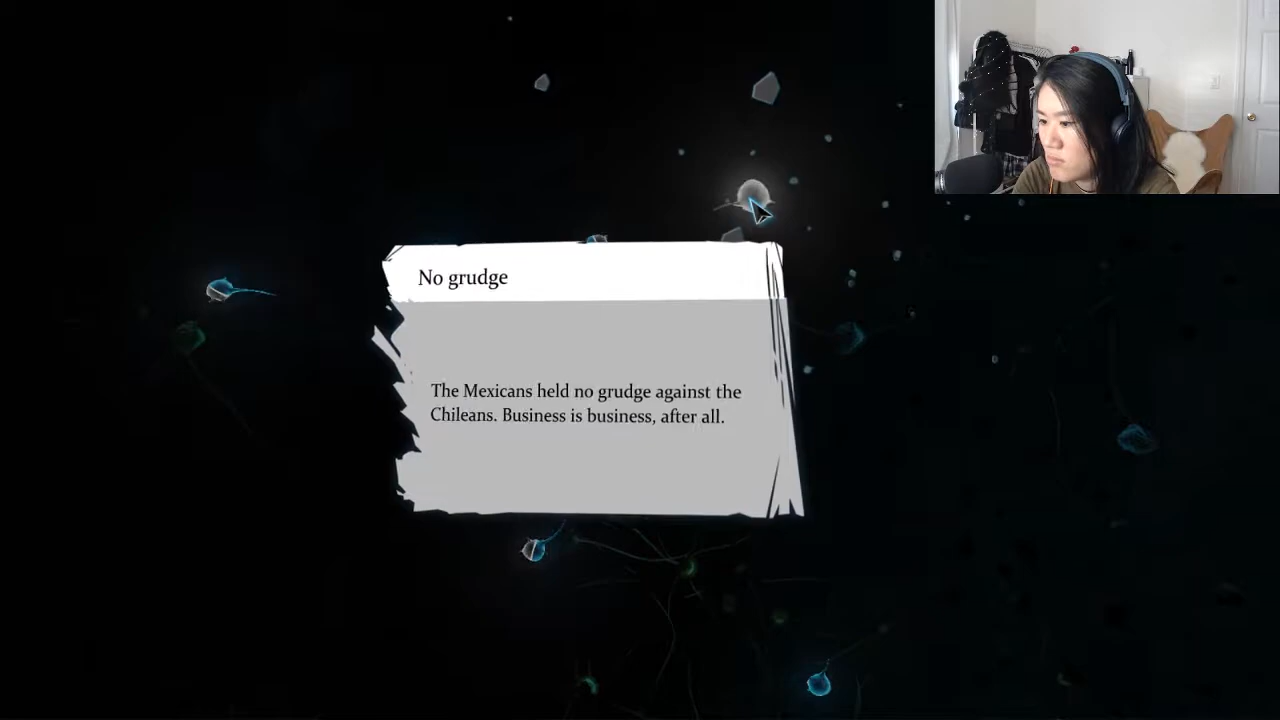 No grudge
The Mexicans held no grudge against the
Chileans. Business is business, after all.